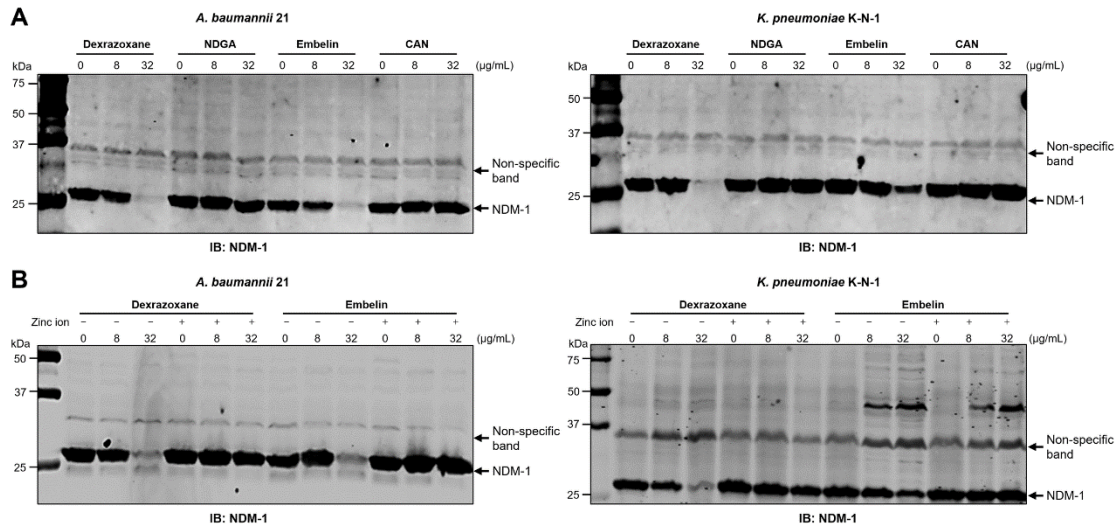 A
A. baumannii 21
Dexrazoxane NDGA Embelin CAN
kDa 0 8 32 0 8 32 0 8 32 0 8 32 (µg/mL)
75
50
37
25
Non-specific
band
NDM-1
IB: NDM-1
K. pneumoniae K-N-1
Dexrazoxane NDGA Embelin CAN
kDa 0 8 32 0 8 32 0 8 32 0 8 32 (µg/mL)
50
37
25
Non-specific
band
NDM-1
IB: NDM-1
B
A. baumannii 21
Dexrazoxane Embelin
Zinc ion − − − + + + − − − + + +
0 8 32 0 8 32 0 8 32 0 8 32 (µg/mL)
kDa
50
37
25
Non-specific
band
NDM-1
IB: NDM-1
K. pneumoniae K-N-1
Dexrazoxane Embelin
Zinc ion − − − + + + − − − + + +
0 8 32 0 8 32 0 8 32 0 8 32 (µg/mL)
kDa
75
50
37
25
Non-specific
band
NDM-1
IB: NDM-1